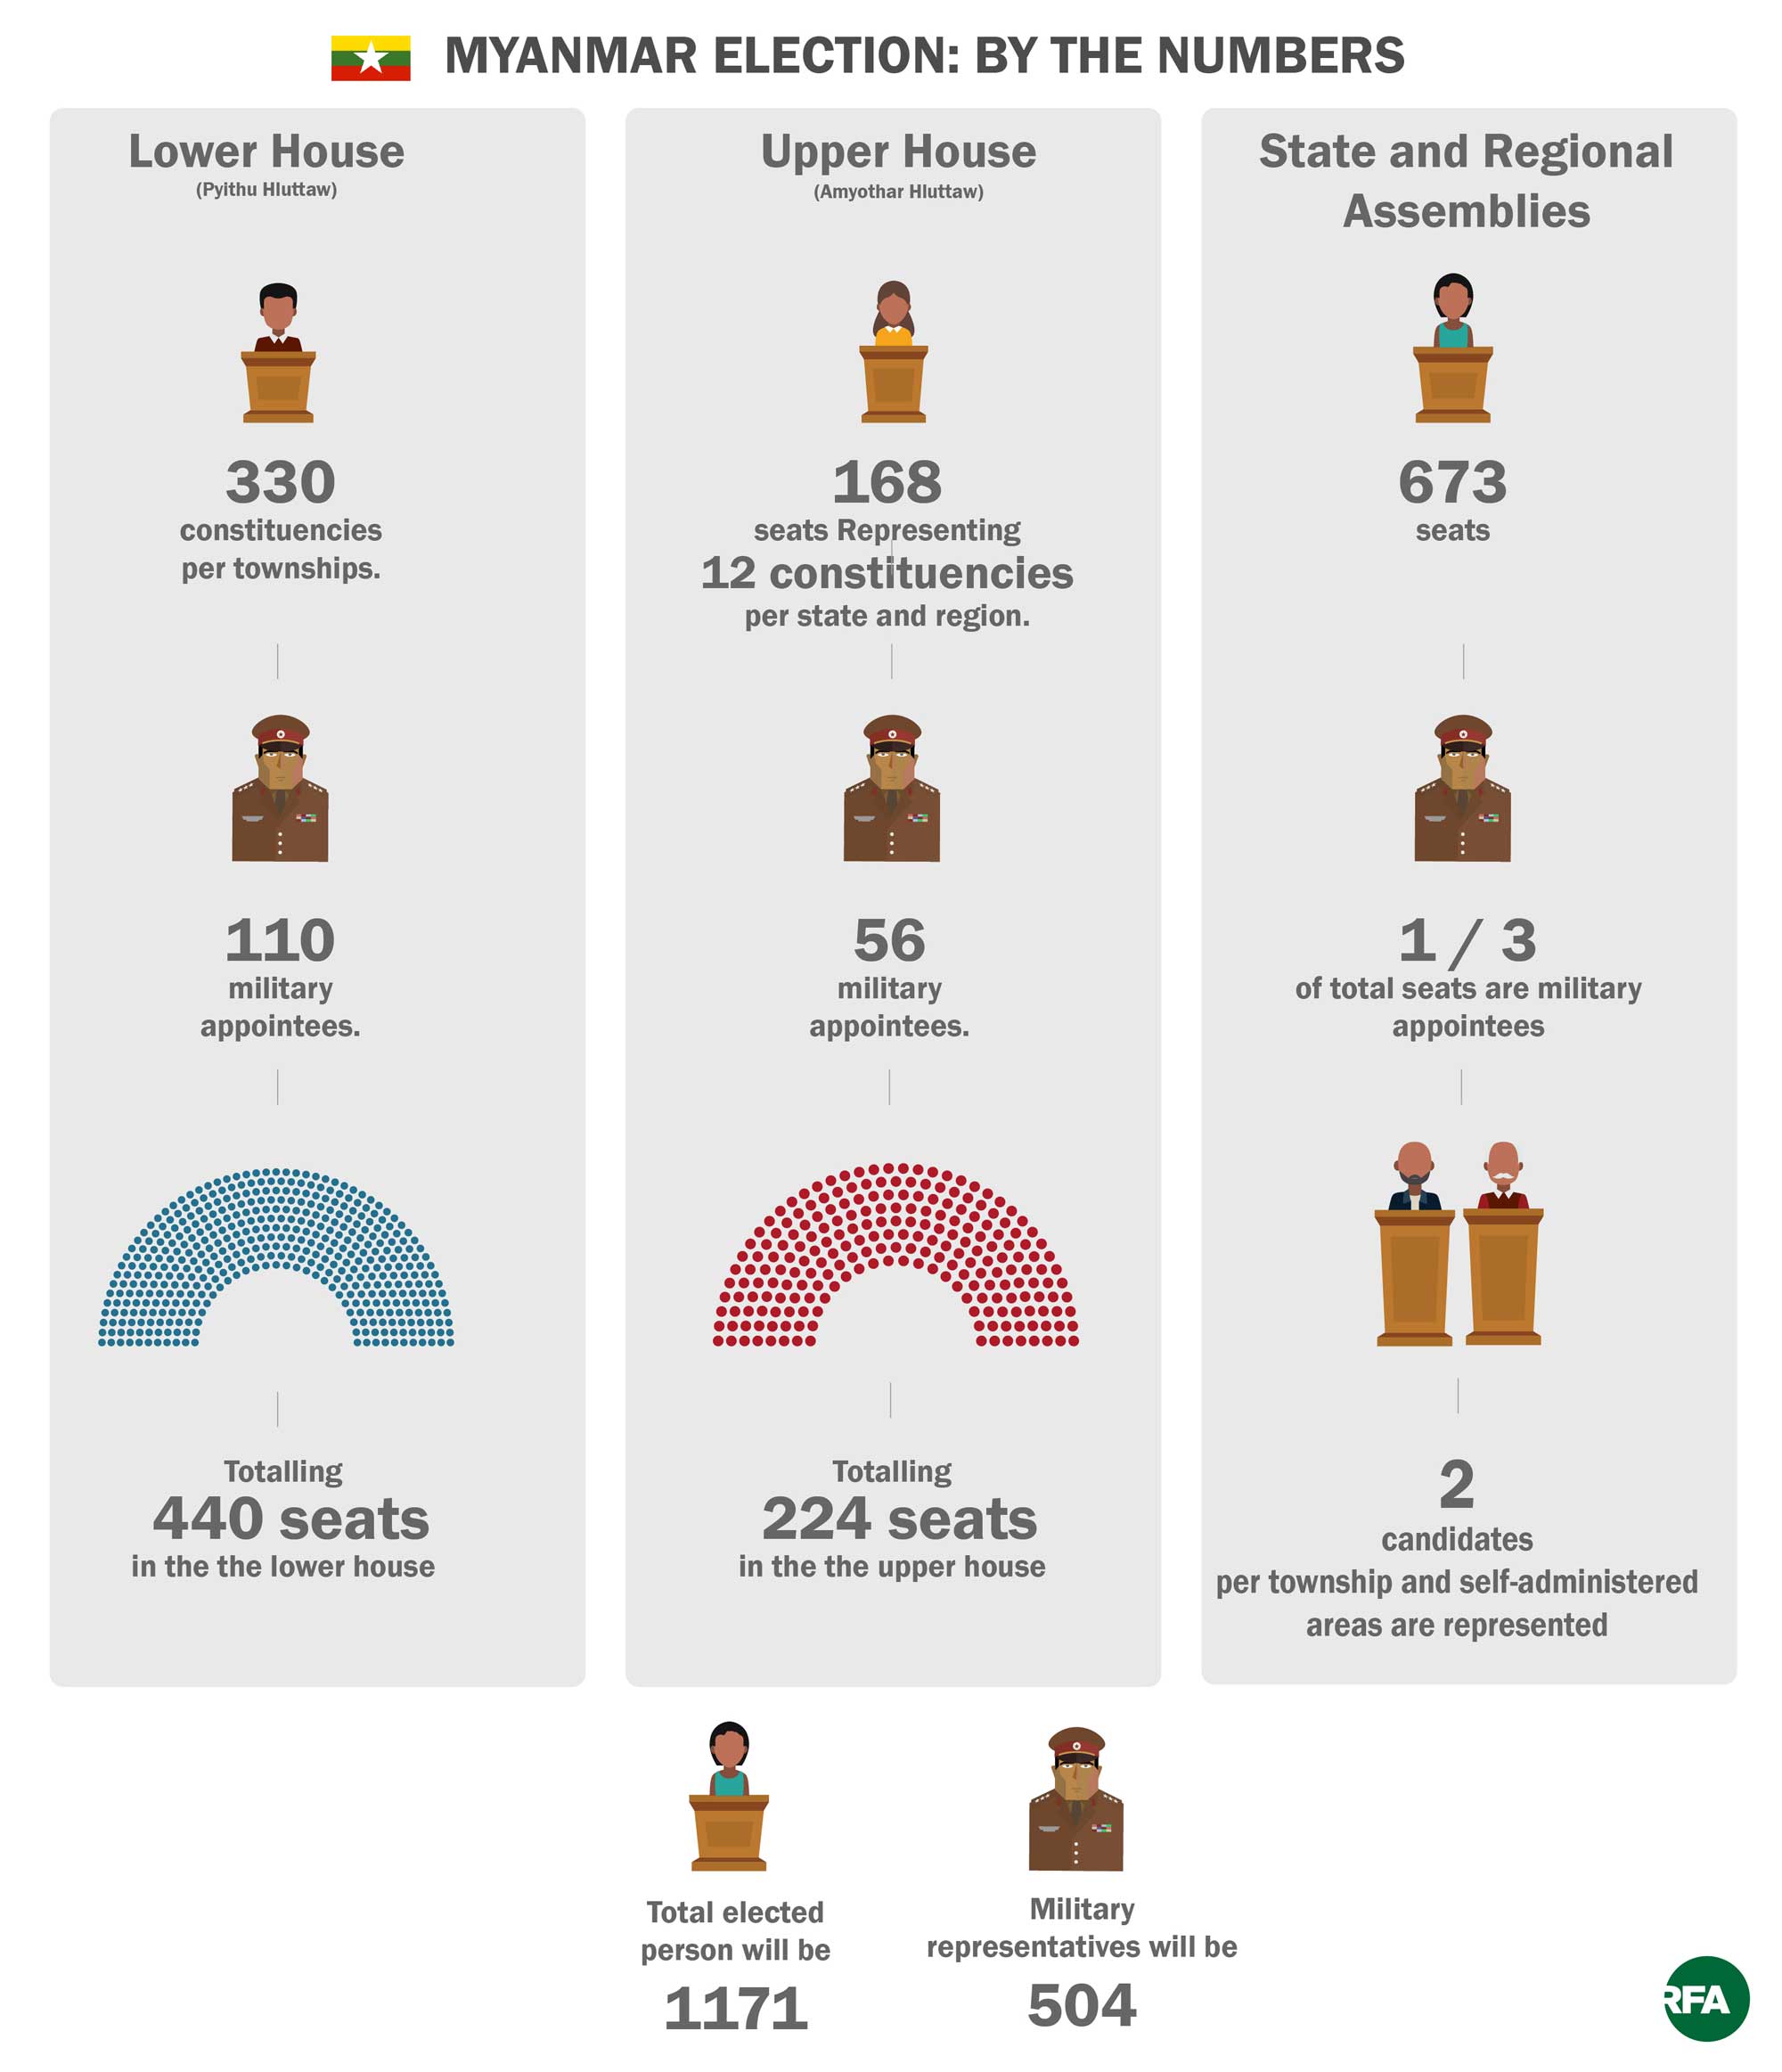 MYANMAR ELECTION: BY THE NUMBERS
Lower House
(Pyithu Hluttaw)
330
constituencies
per townships.
110
military
appointees.
Totalling
440 seats
in the the lower house
Upper House
(Amyothar Hluttaw)
168
seats Representing
12 constituencies
per state and region.
56
military
appointees.
Totalling
224 seats
in the the upper house
State and Regional
Assemblies
673
seats
1 / 3
of total seats are military
appointees
2
candidates
per township and self-administered
areas are represented
Total elected
person will be
1171
Military
representatives will be
504
RFA